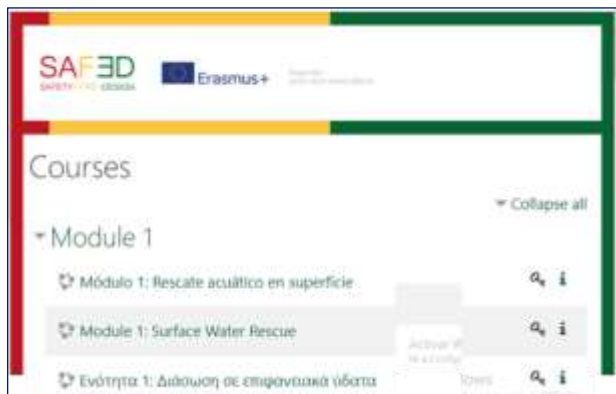 SAFED
Erasmus+
Courses
Collapse all
Module 1
Módulo 1: Rescate acuático en superficie
Module 1: Surface Water Rescue
Ενότητα 1: Διάσωση σε επιφανειακά ύδατα